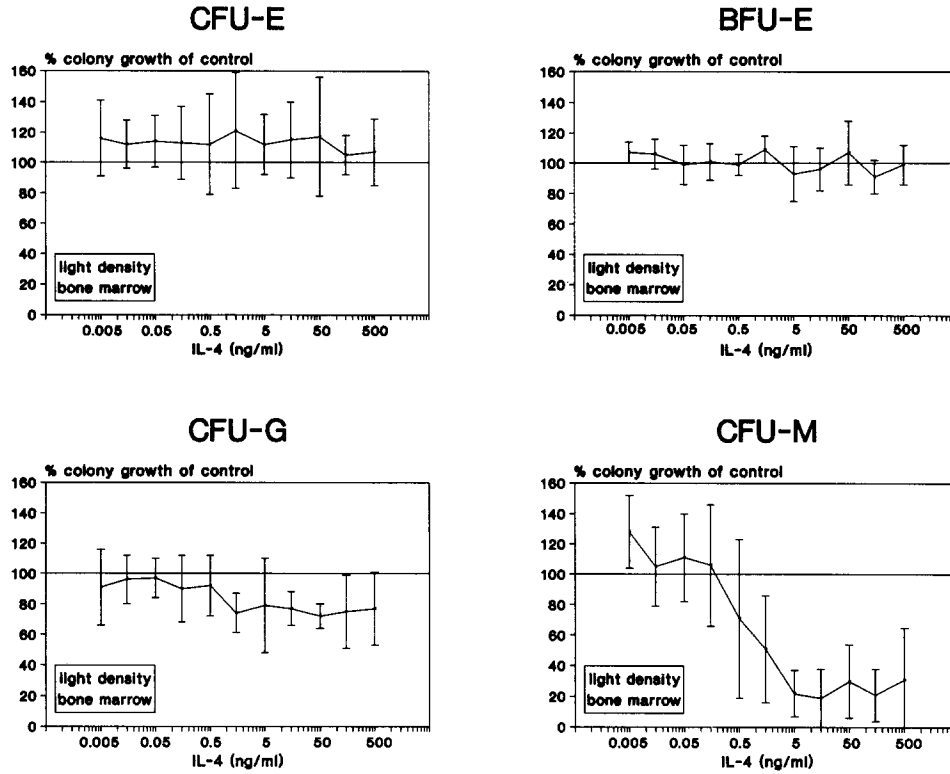 CFU-E
% colony growth of control
160
140
120
100
80
60
40
20
0
light density
bone marrow
0.005 0.05 0.5 5 50 500
IL-4 (ng/ml)
BFU-E
% colony growth of control
160
140
120
100
80
60
40
20
0
light density
bone marrow
0.005 0.05 0.5 5 50 500
IL-4 (ng/ml)
CFU-G
% colony growth of control
160
140
120
100
80
60
40
20
0
light density
bone marrow
0.005 0.05 0.5 5 50 500
IL-4 (ng/ml)
CFU-M
% colony growth of control
160
140
120
100
80
60
40
20
0
light density
bone marrow
0.005 0.05 0.5 5 50 500
IL-4 (ng/ml)